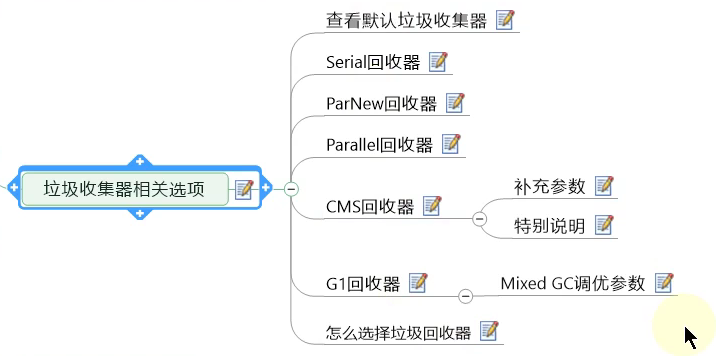 查看默认垃圾收集器
Serial回收器
ParNew回收器
Parallel回收器
垃圾收集器相关选项
CMS回收器
补充参数
特别说明
G1回收器
Mixed GC调优参数
怎么选择垃圾回收器